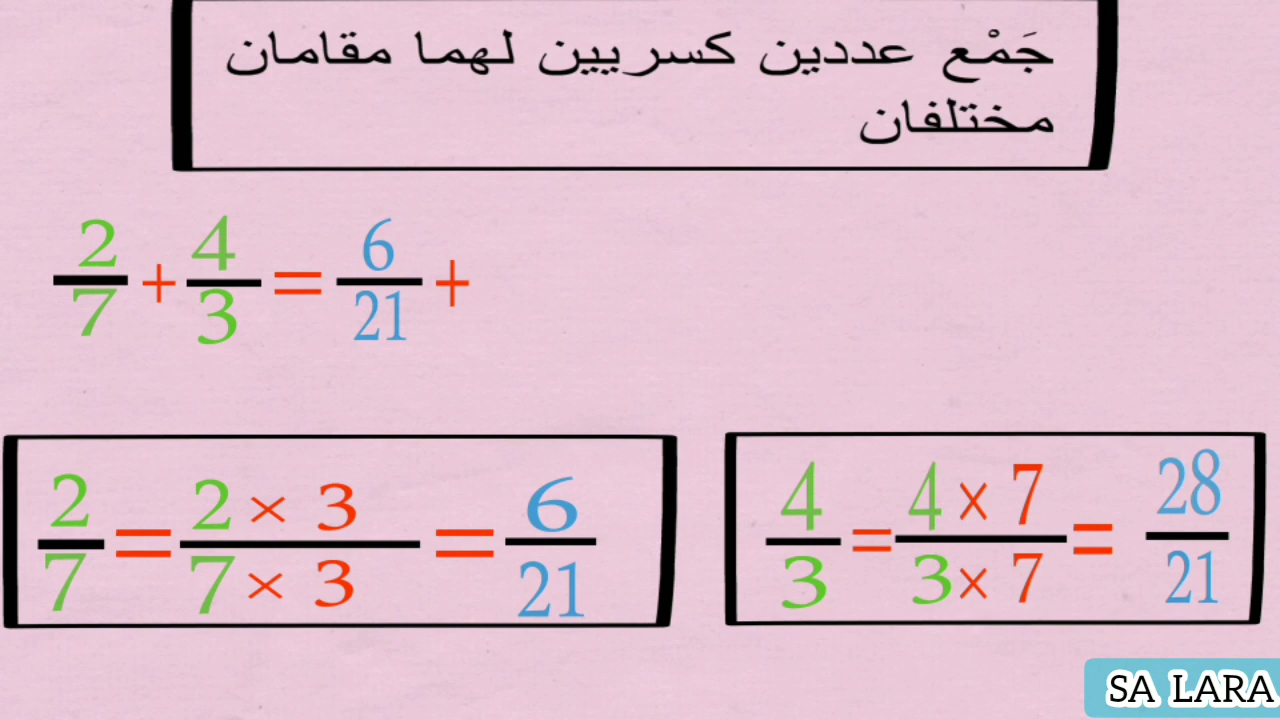 جَمْع عددين كسريين لهما مقامان
مختلفان
2/7 + 4/3 = 6/21 +
2/7 = 2 × 3 / 7 × 3 = 6/21
4/3 = 4 × 7 / 3 × 7 = 28/21
SA LARA